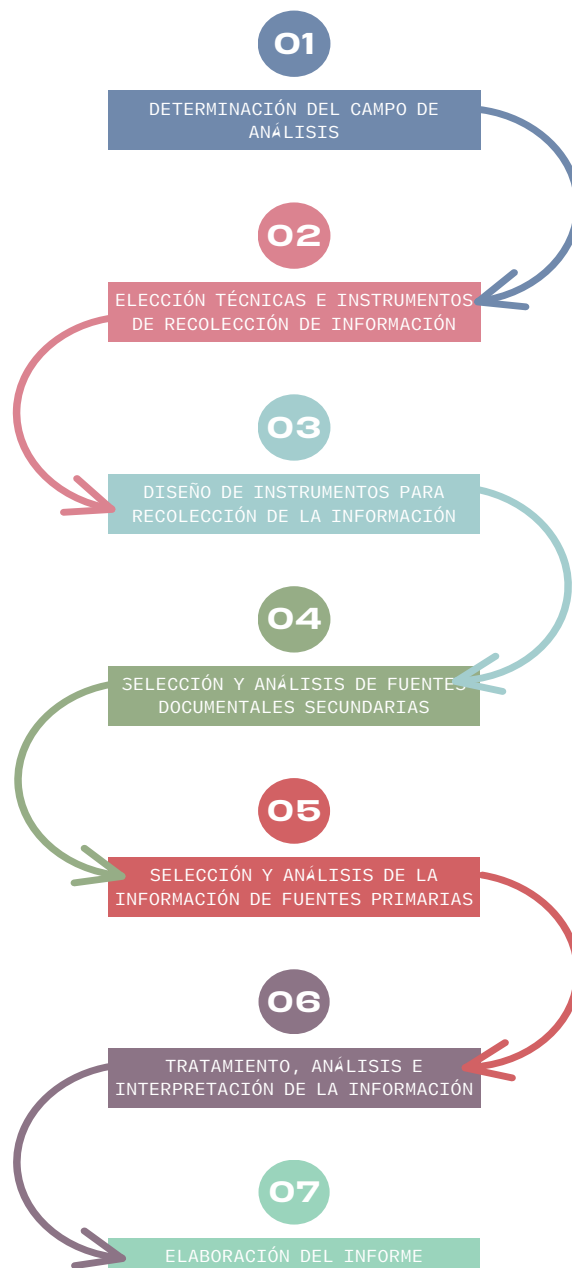 01
DETERMINACIÓN DEL CAMPO DE
ANÁLISIS
02
ELECCIÓN TÉCNICAS E INSTRUMENTOS
DE RECOLECCIÓN DE INFORMACIÓN
03
DISEÑO DE INSTRUMENTOS PARA
RECOLECCIÓN DE LA INFORMACIÓN
04
SELECCIÓN Y ANÁLISIS DE FUENTES
DOCUMENTALES SECUNDARIAS
05
SELECCIÓN Y ANÁLISIS DE LA
INFORMACIÓN DE FUENTES PRIMARIAS
06
TRATAMIENTO, ANÁLISIS E
INTERPRETACIÓN DE LA INFORMACIÓN
07
ELABORACIÓN DEL INFORME